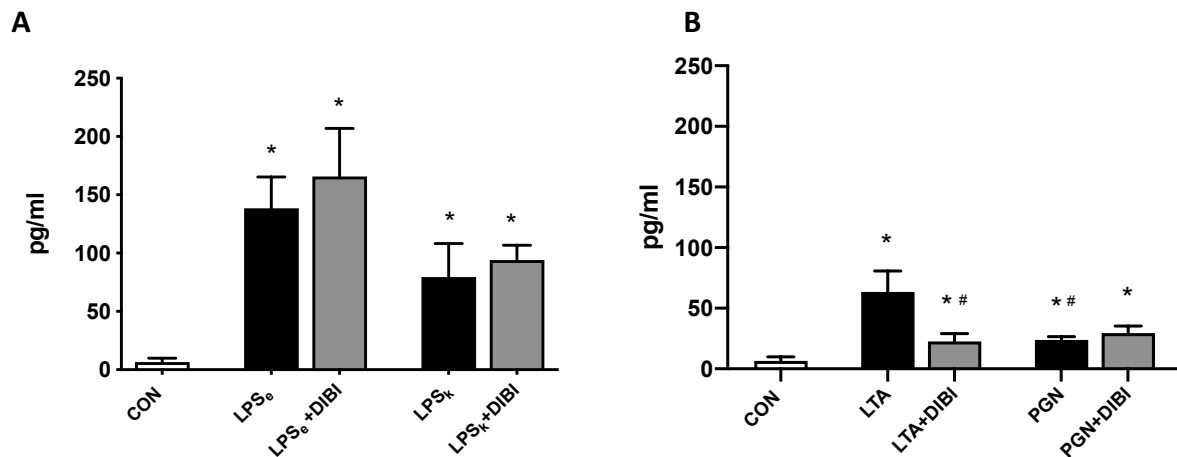 A
250
200
150
100
50
0
pg/ml
*
*
*
*
CON
LPSₑ
LPSₑ+DIBI
LPSₖ
LPSₖ+DIBI
B
250
200
150
100
50
0
pg/ml
*
* #
* #
*
CON
LTA
LTA+DIBI
PGN
PGN+DIBI